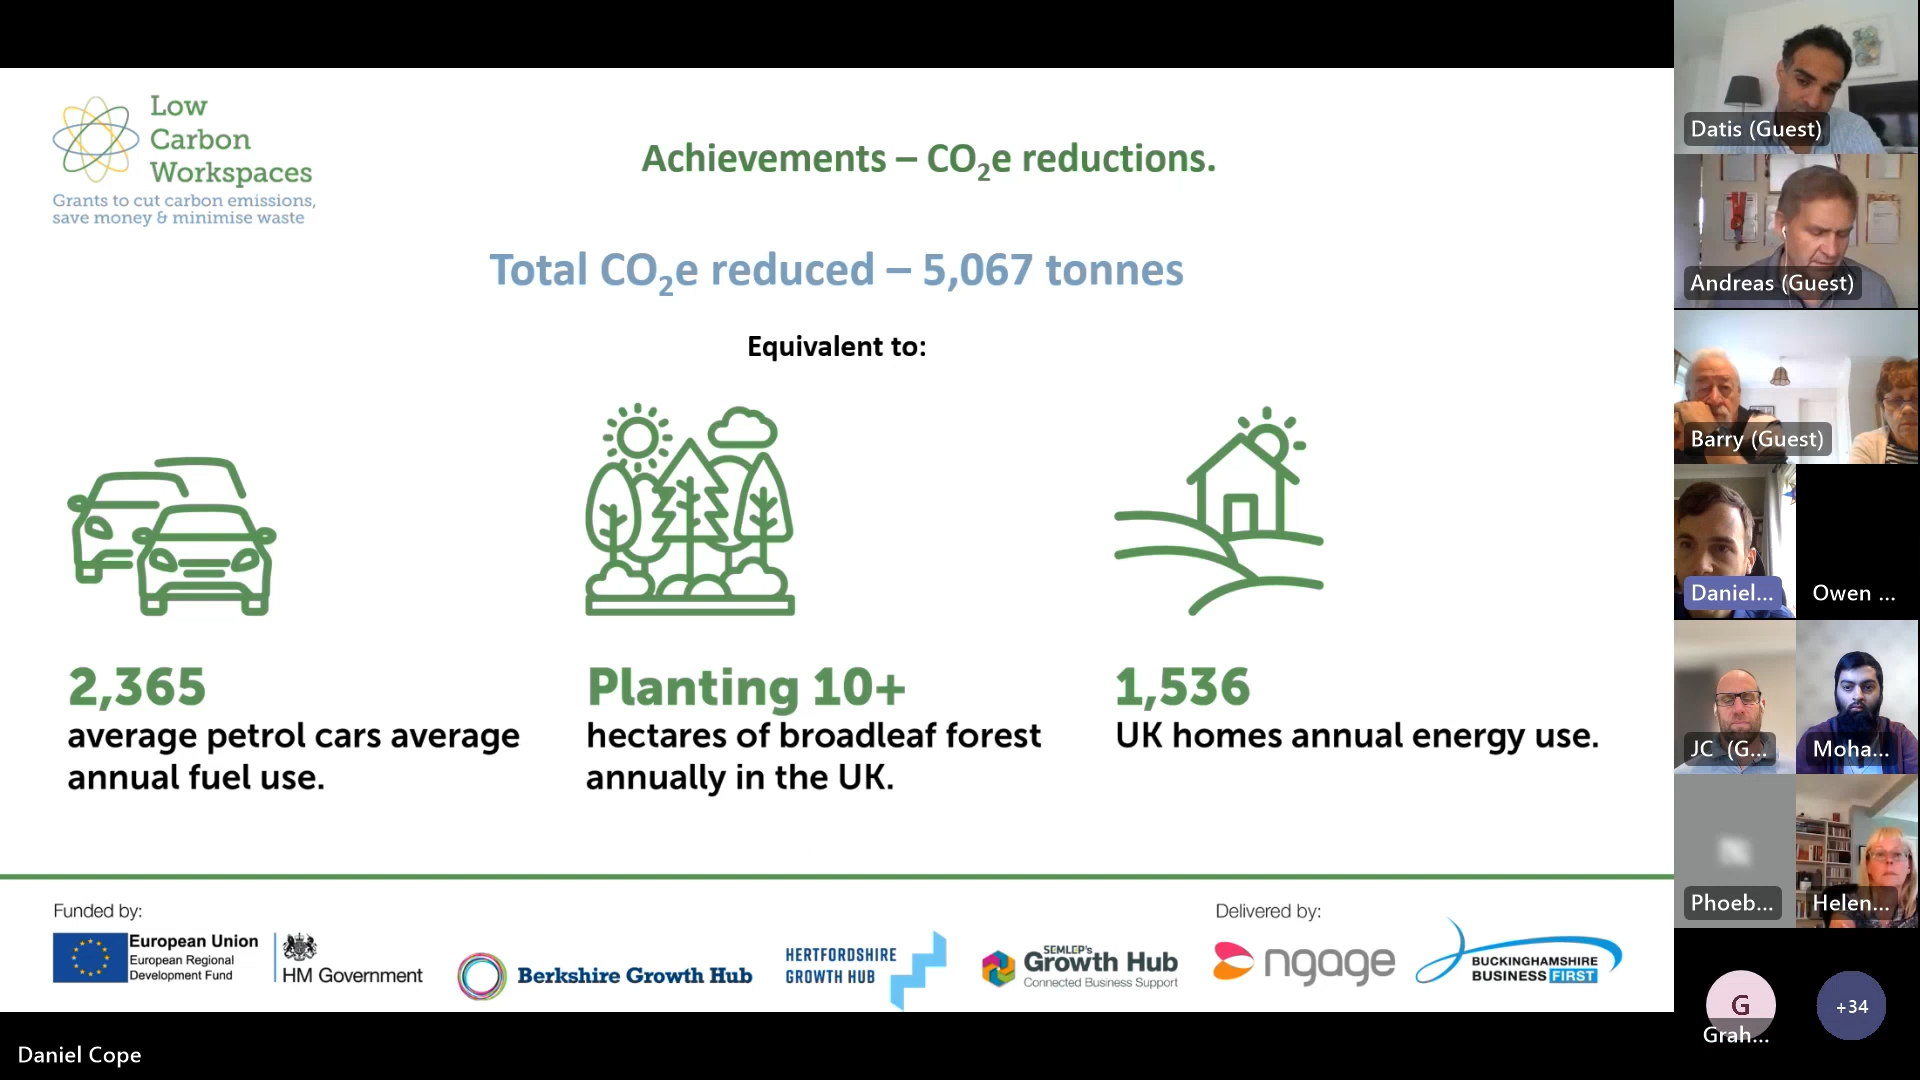 Low
Carbon
Workspaces
Grants to cut carbon emissions,
save money & minimise waste
Achievements – CO₂e reductions.
Total CO₂e reduced – 5,067 tonnes
Equivalent to:
2,365
average petrol cars average
annual fuel use.
Planting 10+
hectares of broadleaf forest
annually in the UK.
1,536
UK homes annual energy use.
Funded by:
European Union
European Regional
Development Fund
HM Government
Berkshire Growth Hub
HERTFORDSHIRE
GROWTH HUB
SEMLEP's
Growth Hub
Connected Business Support
Delivered by:
ngage
BUCKINGHAMSHIRE
BUSINESS FIRST
Daniel Cope
Datis (Guest)
Andreas (Guest)
Barry (Guest)
Daniel...
Owen ...
JC (G...
Moha...
Phoeb...
Helen...
G
Grah...
+34